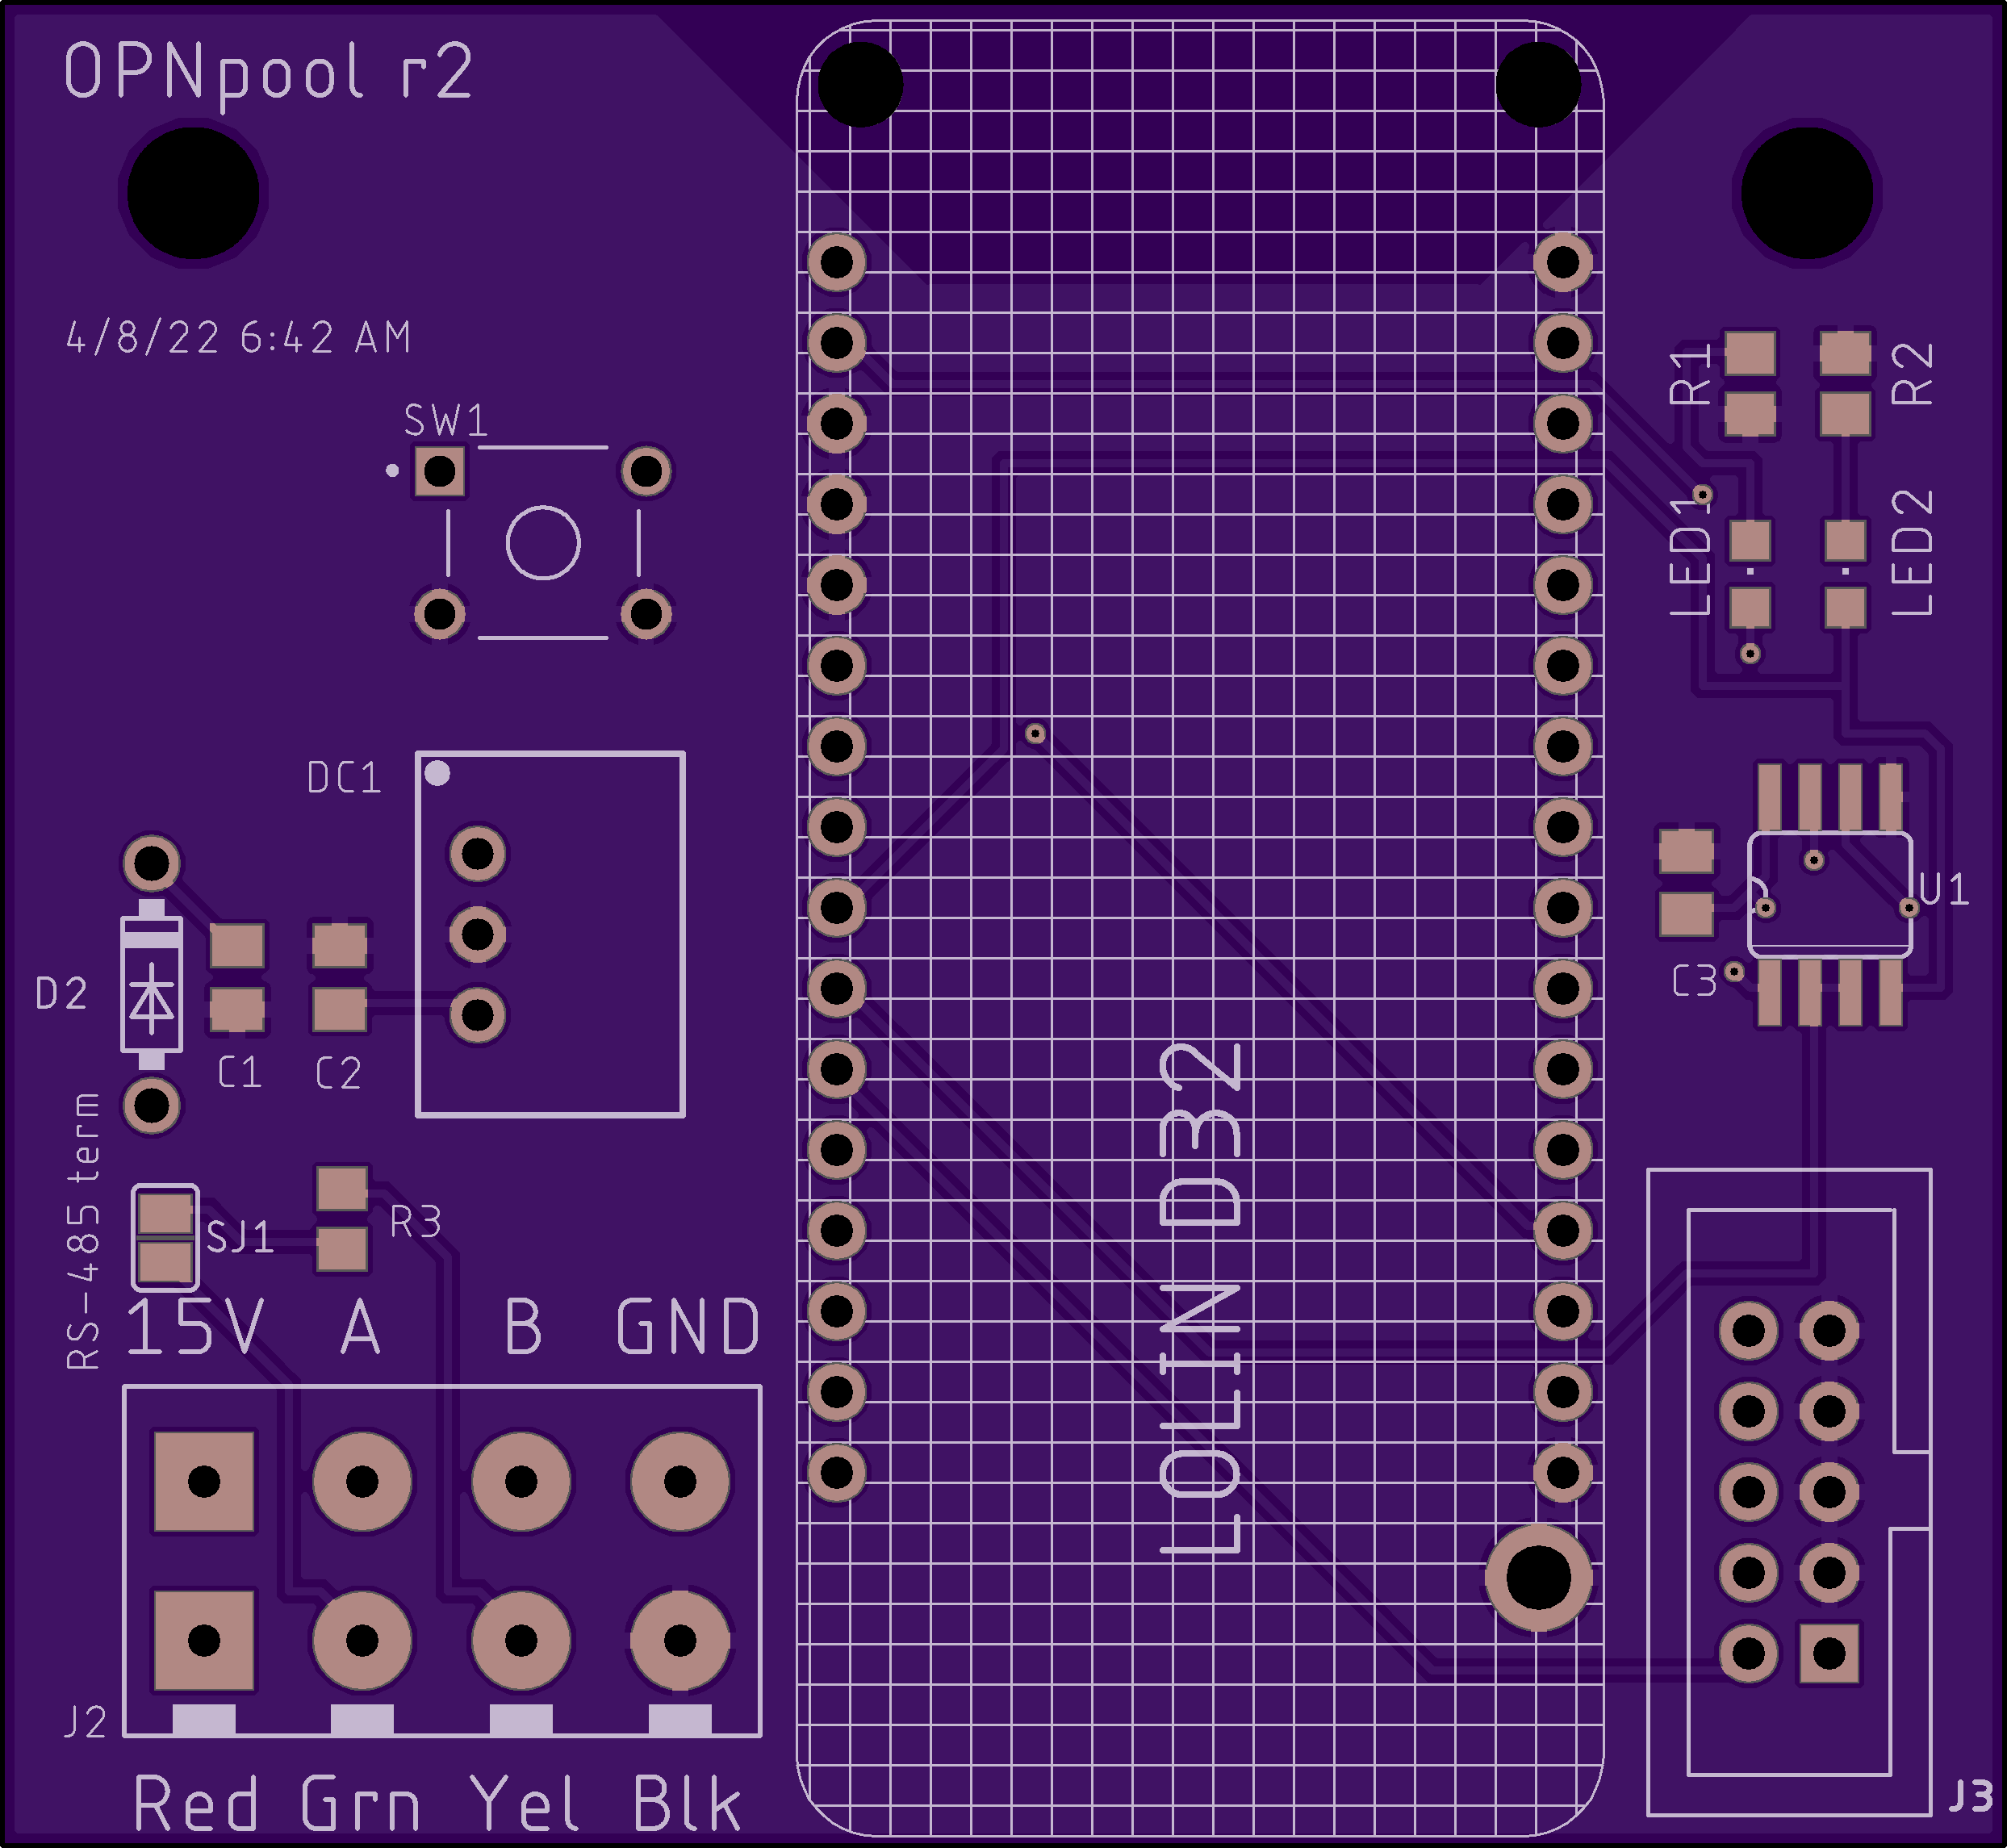 OPNpool r2
4/8/22 6:42 AM
SW1
R1
R2
LED1
LED2
DC1
U1
D2
C1
C2
C3
RS-485 term
SJ1
R3
LOLIN D32
15V A B GND
J2
Red Grn Yel Blk
J3